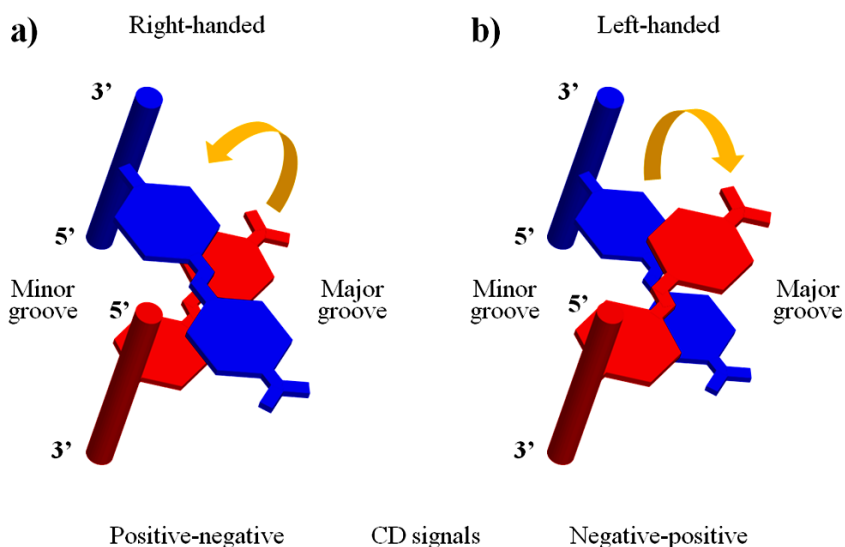 a)
Right-handed
3’
5’
Minor
groove
5’
Major
groove
3’
Positive-negative
CD signals
b)
Left-handed
3’
5’
Minor
groove
5’
Major
groove
3’
Negative-positive